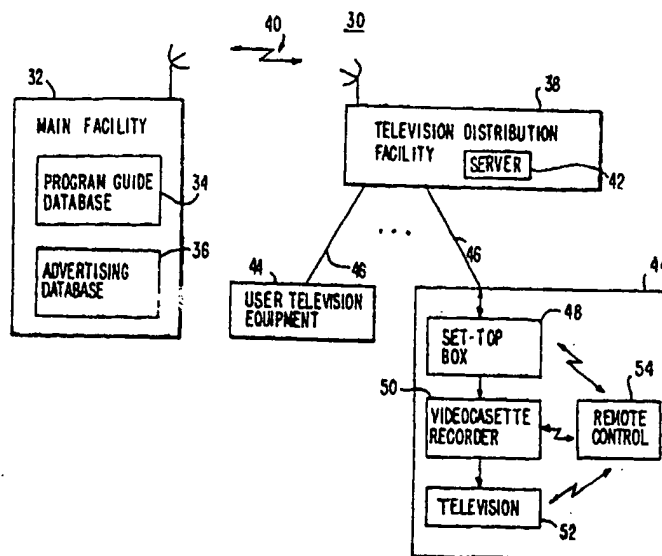 40
30
32
38
MAIN FACILITY
TELEVISION DISTRIBUTION
FACILITY
SERVER
42
PROGRAM GUIDE
DATABASE
34
36
ADVERTISING
DATABASE
44
46
46
44
USER TELEVISION
EQUIPMENT
48
SET-TOP
BOX
50
54
VIDEOCASETTE
RECORDER
REMOTE
CONTROL
TELEVISION
52